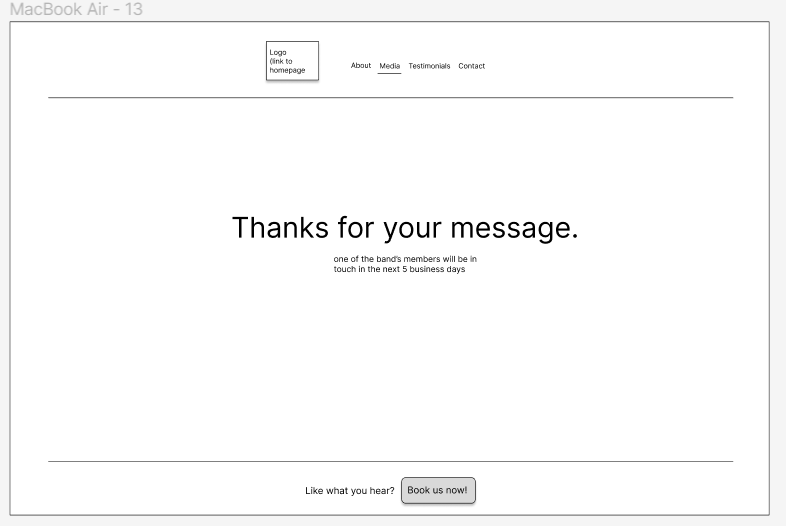 MacBook Air - 13
Logo
(link to
homepage
About Media Testimonials Contact
Thanks for your message.
one of the band's members will be in
touch in the next 5 business days
Like what you hear? Book us now!